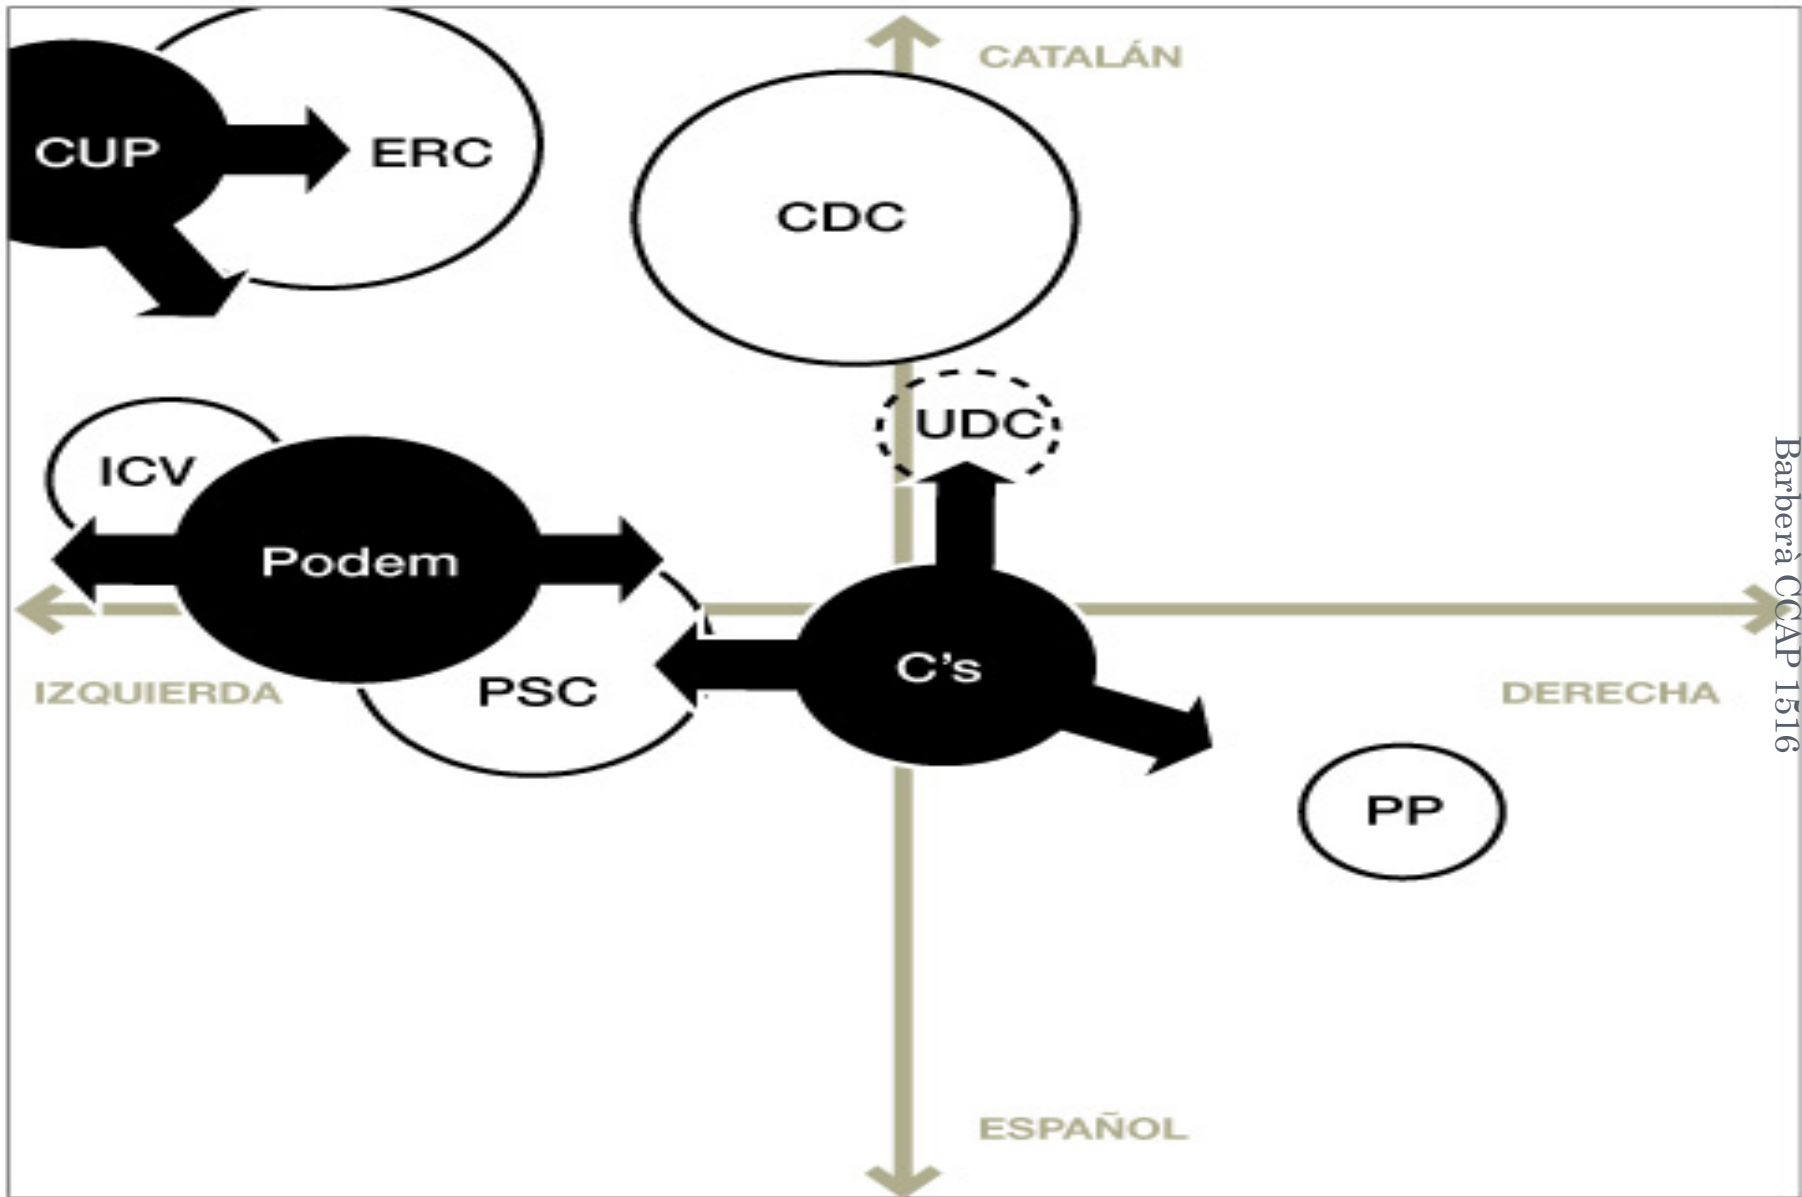 CATALÁN
CUP
ERC
CDC
UDC
ICV
Podem
C's
PSC
IZQUIERDA
DERECHA
PP
ESPAÑOL
Barberà CCAP 1516